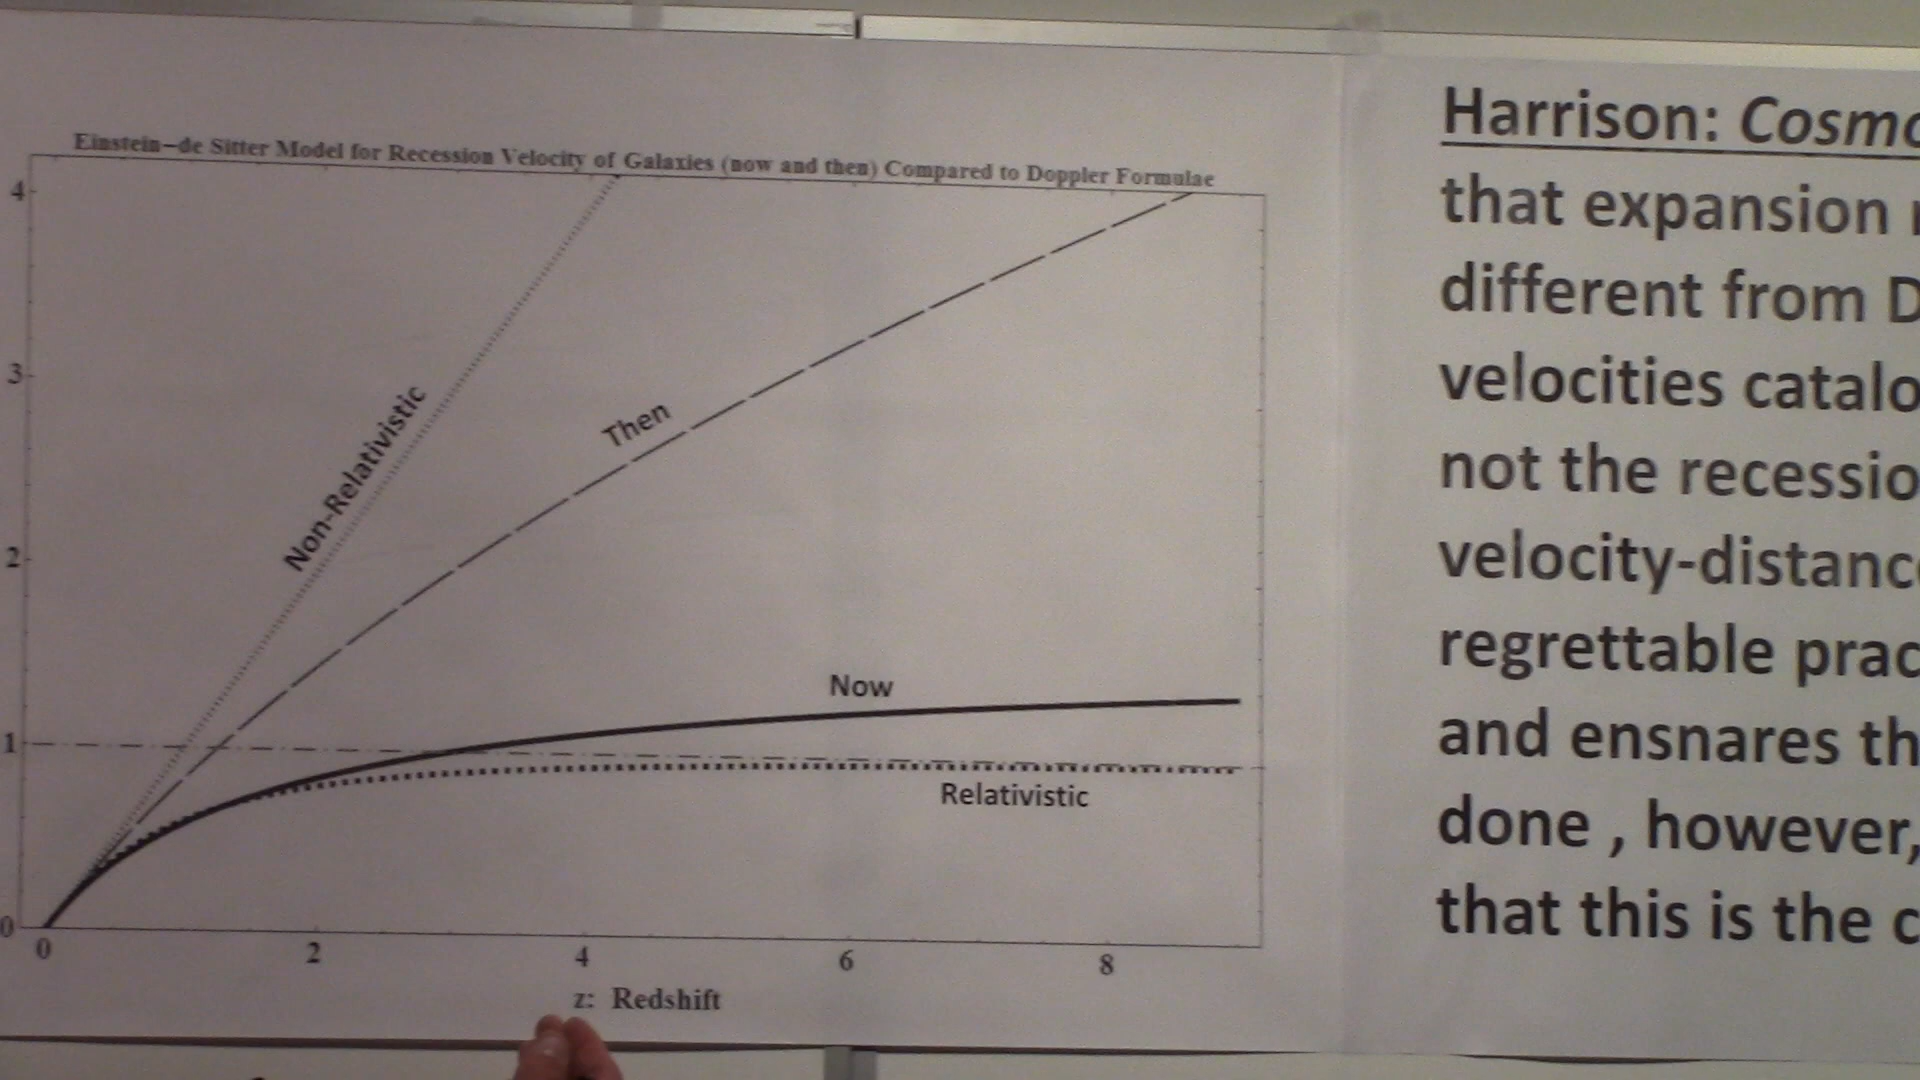 Einstein–de Sitter Model for Recession Velocity of Galaxies (now and then) Compared to Doppler Formulae
4
3
2
1
0
Non-Relativistic
Then
Now
Relativistic
0 2 4 6 8
z: Redshift
Harrison: Cosmo
that expansion
different from D
velocities catalo
not the recessio
velocity-distanc
regrettable prac
and ensnares th
done , however,
that this is the c